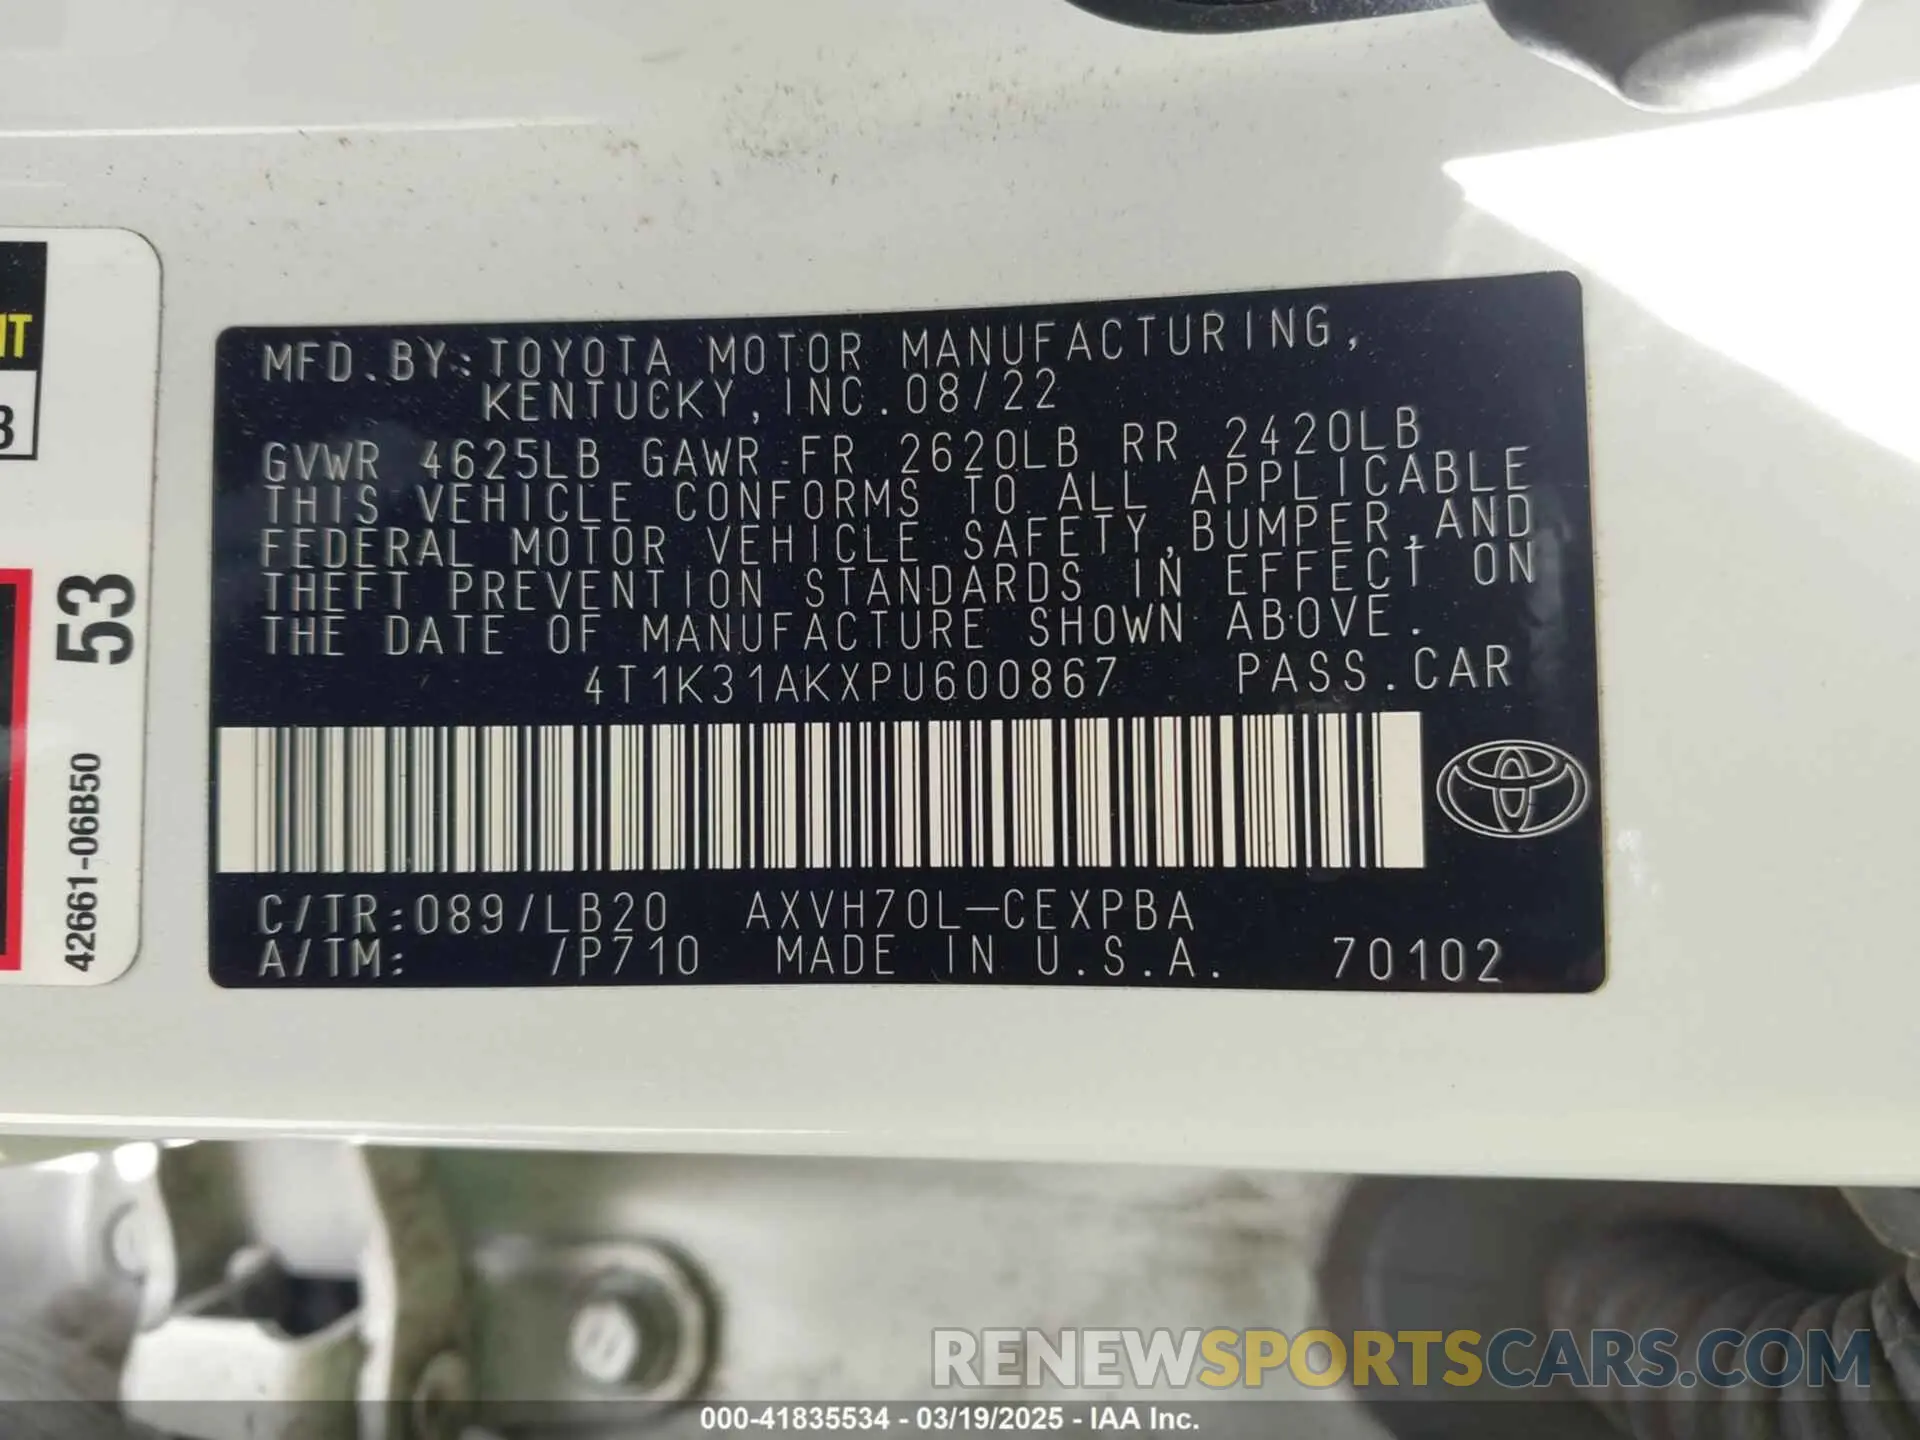 MFD.BY:TOYOTA MOTOR MANUFACTURING,
KENTUCKY,INC.08/22
GVWR 4625LB GAWR FR 2620LB RR 2420LB
THIS VEHICLE CONFORMS TO ALL APPLICABLE
FEDERAL MOTOR VEHICLE SAFETY,BUMPER,AND
THEFT PREVENTION STANDARDS IN EFFECT ON
THE DATE OF MANUFACTURE SHOWN ABOVE.
4T1K31AKXPU600867 PASS.CAR
C/TR:089/LB20 AXVH70L-CEXPBA
A/TM: /P710 MADE IN U.S.A. 70102
53
42661-06B50
RENEWSPORTSCARS.COM
000-41835534 - 03/19/2025 - IAA Inc.